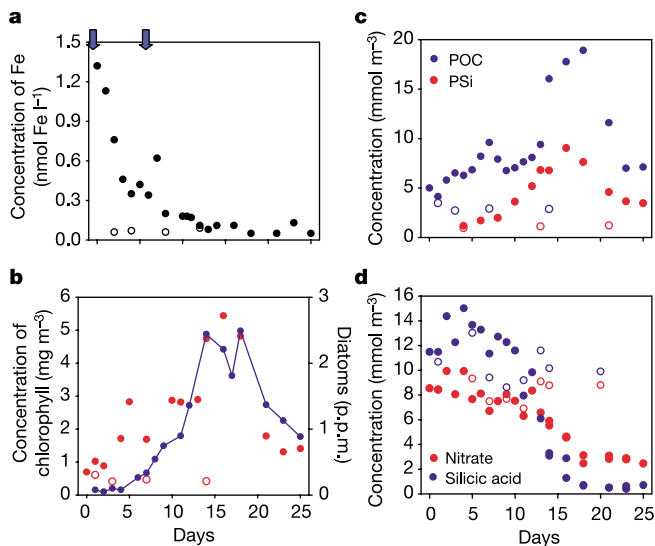 a
Concentration of Fe
(nmol Fe l–1)
1.5
1.2
0.9
0.6
0.3
0.0
b
Concentration of
chlorophyll (mg m–3)
6
5
4
3
2
1
0
3
2
1
0
Diatoms (p.p.m.)
0 5 10 15 20 25
Days
c
Concentration (mmol m–3)
20
15
10
5
0
POC
PSi
d
Concentration (mmol m–3)
16
14
12
10
8
6
4
2
0
Nitrate
Silicic acid
0 5 10 15 20 25
Days